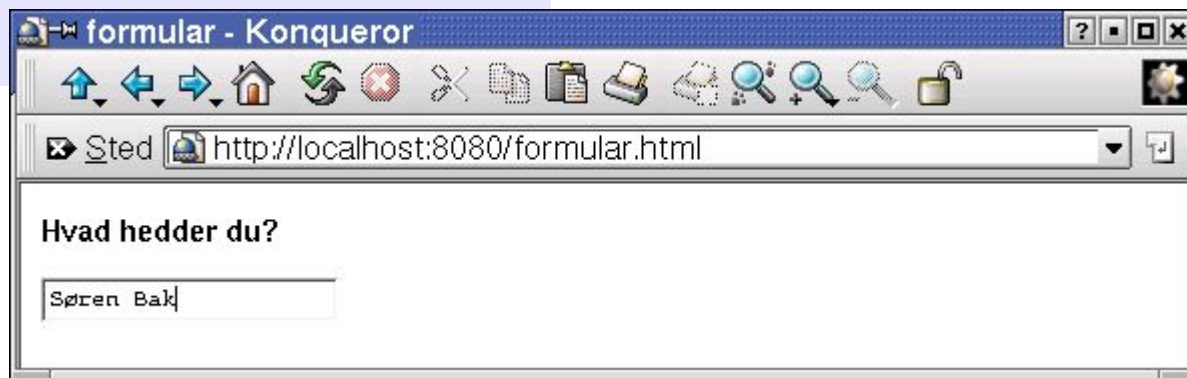 formular - Konqueror
Sted http://localhost:8080/formular.html
Hvad hedder du?
Søren Bak